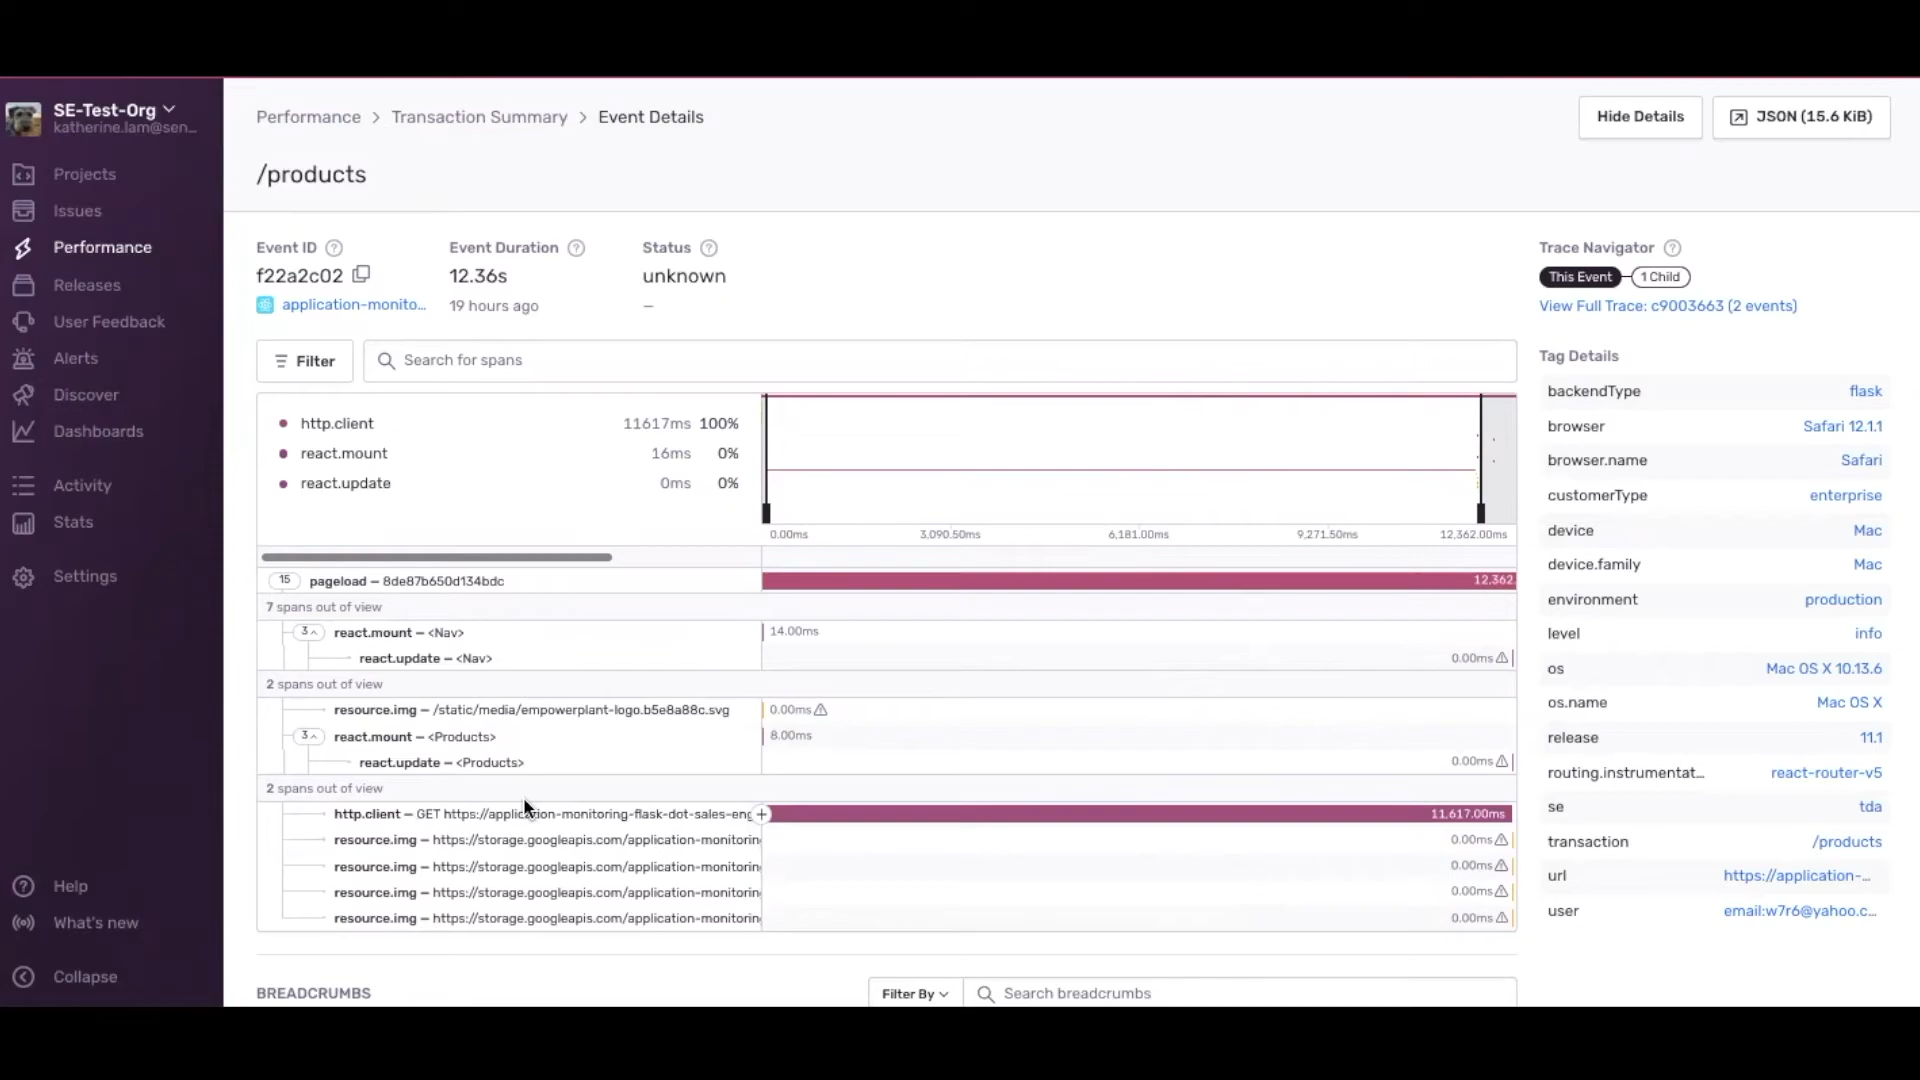 SE-Test-Org
katherine.lam@sen...
Projects
Issues
Performance
Releases
User Feedback
Alerts
Discover
Dashboards
Activity
Stats
Settings
Help
What's new
Collapse
Performance > Transaction Summary > Event Details
Hide Details
JSON (15.6 KiB)
/products
Event ID
f22a2c02
application-monito...
Event Duration
12.36s
19 hours ago
Status
unknown
—
Filter
Search for spans
http.client 11617ms 100%
react.mount 16ms 0%
react.update 0ms 0%
0.00ms 3,090.50ms 6,181.00ms 9,271.50ms 12,362.00ms
15 pageload — 8de87b650d134bdc 12,362.
7 spans out of view
3 react.mount — <Nav> 14.00ms
react.update — <Nav> 0.00ms
2 spans out of view
resource.img — /static/media/empowerplant-logo.b5e8a88c.svg 0.00ms
3 react.mount — <Products> 8.00ms
react.update — <Products> 0.00ms
2 spans out of view
http.client — GET https://application-monitoring-flask-dot-sales-eng 11,617.00ms
resource.img — https://storage.googleapis.com/application-monitorin 0.00ms
resource.img — https://storage.googleapis.com/application-monitorin 0.00ms
resource.img — https://storage.googleapis.com/application-monitorin 0.00ms
resource.img — https://storage.googleapis.com/application-monitorin 0.00ms
BREADCRUMBS
Filter By
Search breadcrumbs
Trace Navigator
This Event
1 Child
View Full Trace: c9003663 (2 events)
Tag Details
backendType flask
browser Safari 12.1.1
browser.name Safari
customerType enterprise
device Mac
device.family Mac
environment production
level info
os Mac OS X 10.13.6
os.name Mac OS X
release 11.1
routing.instrumentat... react-router-v5
se tda
transaction /products
url https://application-...
user email:w7r6@yahoo.c...